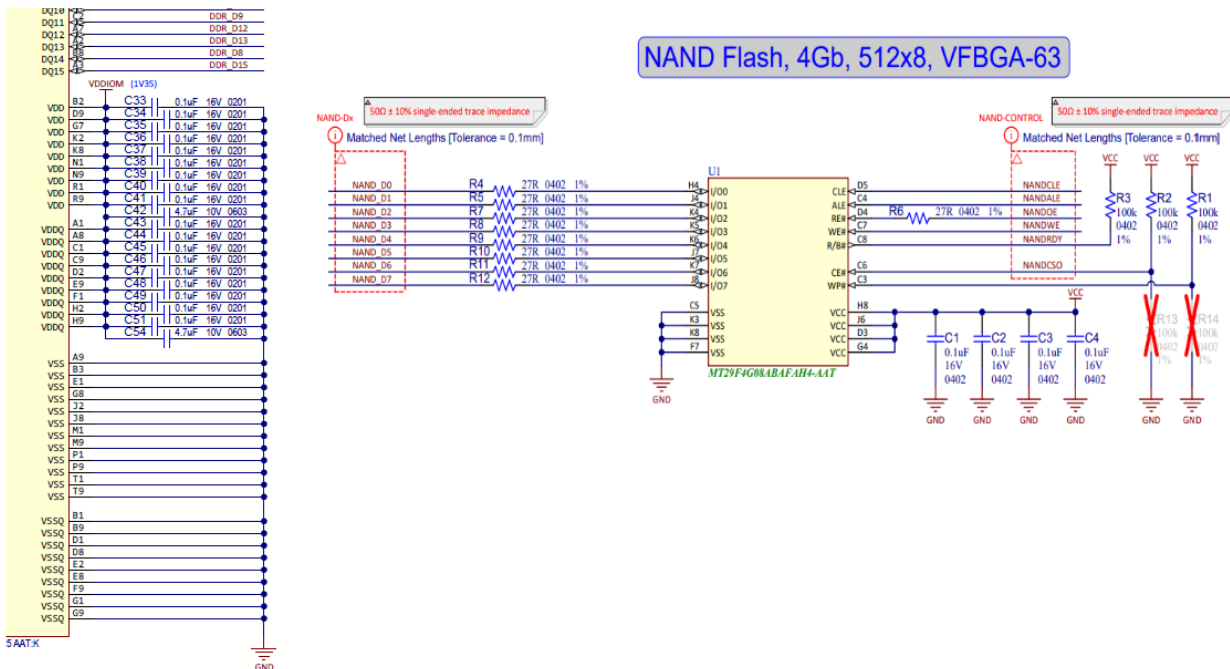 DQ10
DQ11
DQ12
DQ13
DQ14
DQ15
C2
A7
A2
B8
A3
DDR_D9
DDR_D12
DDR_D13
DDR_D8
DDR_D15
VDDIOM (1V35)
VDD B2 C33 0.1uF 16V 0201
VDD D9 C34 0.1uF 16V 0201
VDD G7 C35 0.1uF 16V 0201
VDD K2 C36 0.1uF 16V 0201
VDD K8 C37 0.1uF 16V 0201
VDD N1 C38 0.1uF 16V 0201
VDD N9 C39 0.1uF 16V 0201
VDD R1 C40 0.1uF 16V 0201
VDD R9 C41 0.1uF 16V 0201
C42 4.7uF 10V 0603
VDDQ A1 C43 0.1uF 16V 0201
VDDQ A8 C44 0.1uF 16V 0201
VDDQ C1 C45 0.1uF 16V 0201
VDDQ C9 C46 0.1uF 16V 0201
VDDQ D2 C47 0.1uF 16V 0201
VDDQ E9 C48 0.1uF 16V 0201
VDDQ F1 C49 0.1uF 16V 0201
VDDQ H2 C50 0.1uF 16V 0201
VDDQ H9 C51 0.1uF 16V 0201
C54 4.7uF 10V 0603
VSS A9
VSS B3
VSS E1
VSS G8
VSS J2
VSS J8
VSS M1
VSS M9
VSS P1
VSS P9
VSS T1
VSS T9
VSSQ B1
VSSQ B9
VSSQ D1
VSSQ D8
VSSQ E2
VSSQ E8
VSSQ F9
VSSQ G1
VSSQ G9
5 AAT:K
GND
NAND Flash, 4Gb, 512x8, VFBGA-63
50Ω ± 10% single-ended trace impedance
NAND-Dx
i Matched Net Lengths [Tolerance = 0.1mm]
NAND_D0 R4 27R 0402 1% H4 I/O0
NAND_D1 R5 27R 0402 1% J4 I/O1
NAND_D2 R7 27R 0402 1% K4 I/O2
NAND_D3 R8 27R 0402 1% K5 I/O3
NAND_D4 R9 27R 0402 1% K6 I/O4
NAND_D5 R10 27R 0402 1% J7 I/O5
NAND_D6 R11 27R 0402 1% K7 I/O6
NAND_D7 R12 27R 0402 1% J8 I/O7
C5 VSS
K3 VSS
K8 VSS
F7 VSS
GND
U1
MT29F4G08ABAFAH4-AAT
50Ω ± 10% single-ended trace impedance
NAND-CONTROL
i Matched Net Lengths [Tolerance = 0.1mm]
CLE D5 NANDCLE
ALE C4 NANDALE
RE# D4 R6 27R 0402 1% NANDOE
WE# C7 NANDWE
R/B# C8 NANDRDY
CE# C6 NANDCSO
WP# C3
VCC H8
VCC J6
VCC D3
VCC G4
VCC
VCC VCC VCC
R3 100k 0402 1%
R2 100k 0402 1%
R1 100k 0402 1%
R13 100k 0402 1%
R14 100k 0402 1%
C1 0.1uF 16V 0402
C2 0.1uF 16V 0402
C3 0.1uF 16V 0402
C4 0.1uF 16V 0402
GND GND GND GND GND GND